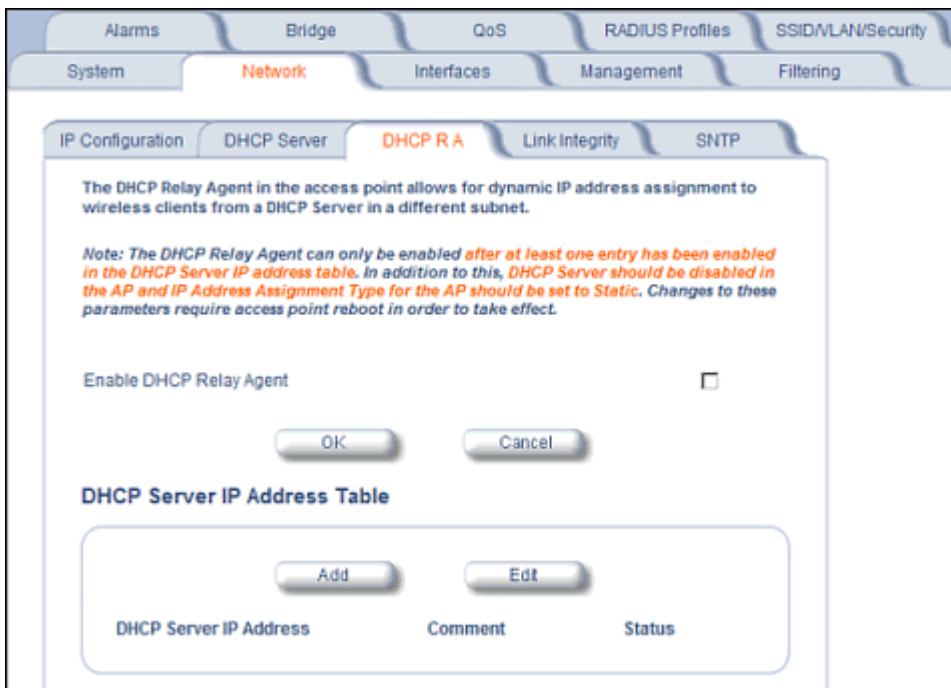 Alarms Bridge QoS RADIUS Profiles SSID/VLAN/Security
System Network Interfaces Management Filtering
IP Configuration DHCP Server DHCP R A Link Integrity SNTP
The DHCP Relay Agent in the access point allows for dynamic IP address assignment to
wireless clients from a DHCP Server in a different subnet.
Note: The DHCP Relay Agent can only be enabled after at least one entry has been enabled
in the DHCP Server IP address table. In addition to this, DHCP Server should be disabled in
the AP and IP Address Assignment Type for the AP should be set to Static. Changes to these
parameters require access point reboot in order to take effect.
Enable DHCP Relay Agent
OK Cancel
DHCP Server IP Address Table
Add Edit
DHCP Server IP Address Comment Status